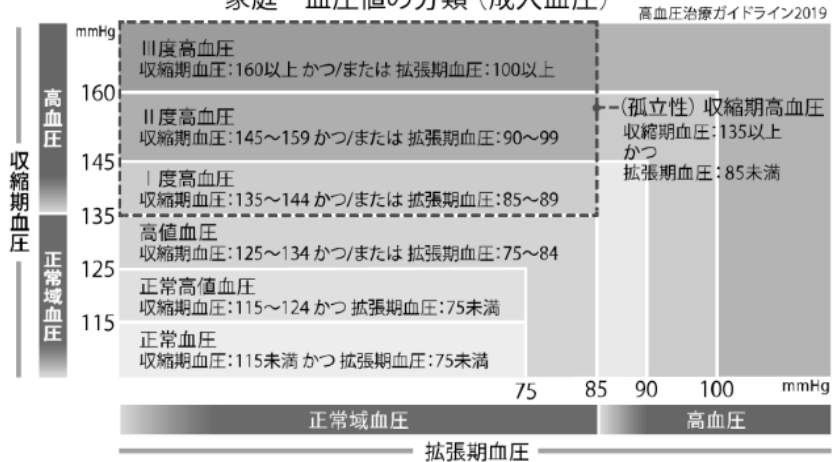 家庭 血圧値の分類(成人血圧)
高血圧治療ガイドライン2019
mmHg
Ⅲ度高血圧
収縮期血圧:160以上 かつ/または 拡張期血圧:100以上
160
Ⅱ度高血圧
収縮期血圧:145〜159 かつ/または 拡張期血圧:90〜99
145
Ⅰ度高血圧
収縮期血圧:135〜144 かつ/または 拡張期血圧:85〜89
135
高値血圧
収縮期血圧:125〜134 かつ/または 拡張期血圧:75〜84
125
正常高値血圧
収縮期血圧:115〜124 かつ 拡張期血圧:75未満
115
正常血圧
収縮期血圧:115未満 かつ 拡張期血圧:75未満
(孤立性) 収縮期高血圧
収縮期血圧:135以上
かつ
拡張期血圧:85未満
収縮期血圧
高血圧
正常域血圧
75 85 90 100 mmHg
正常域血圧 高血圧
拡張期血圧